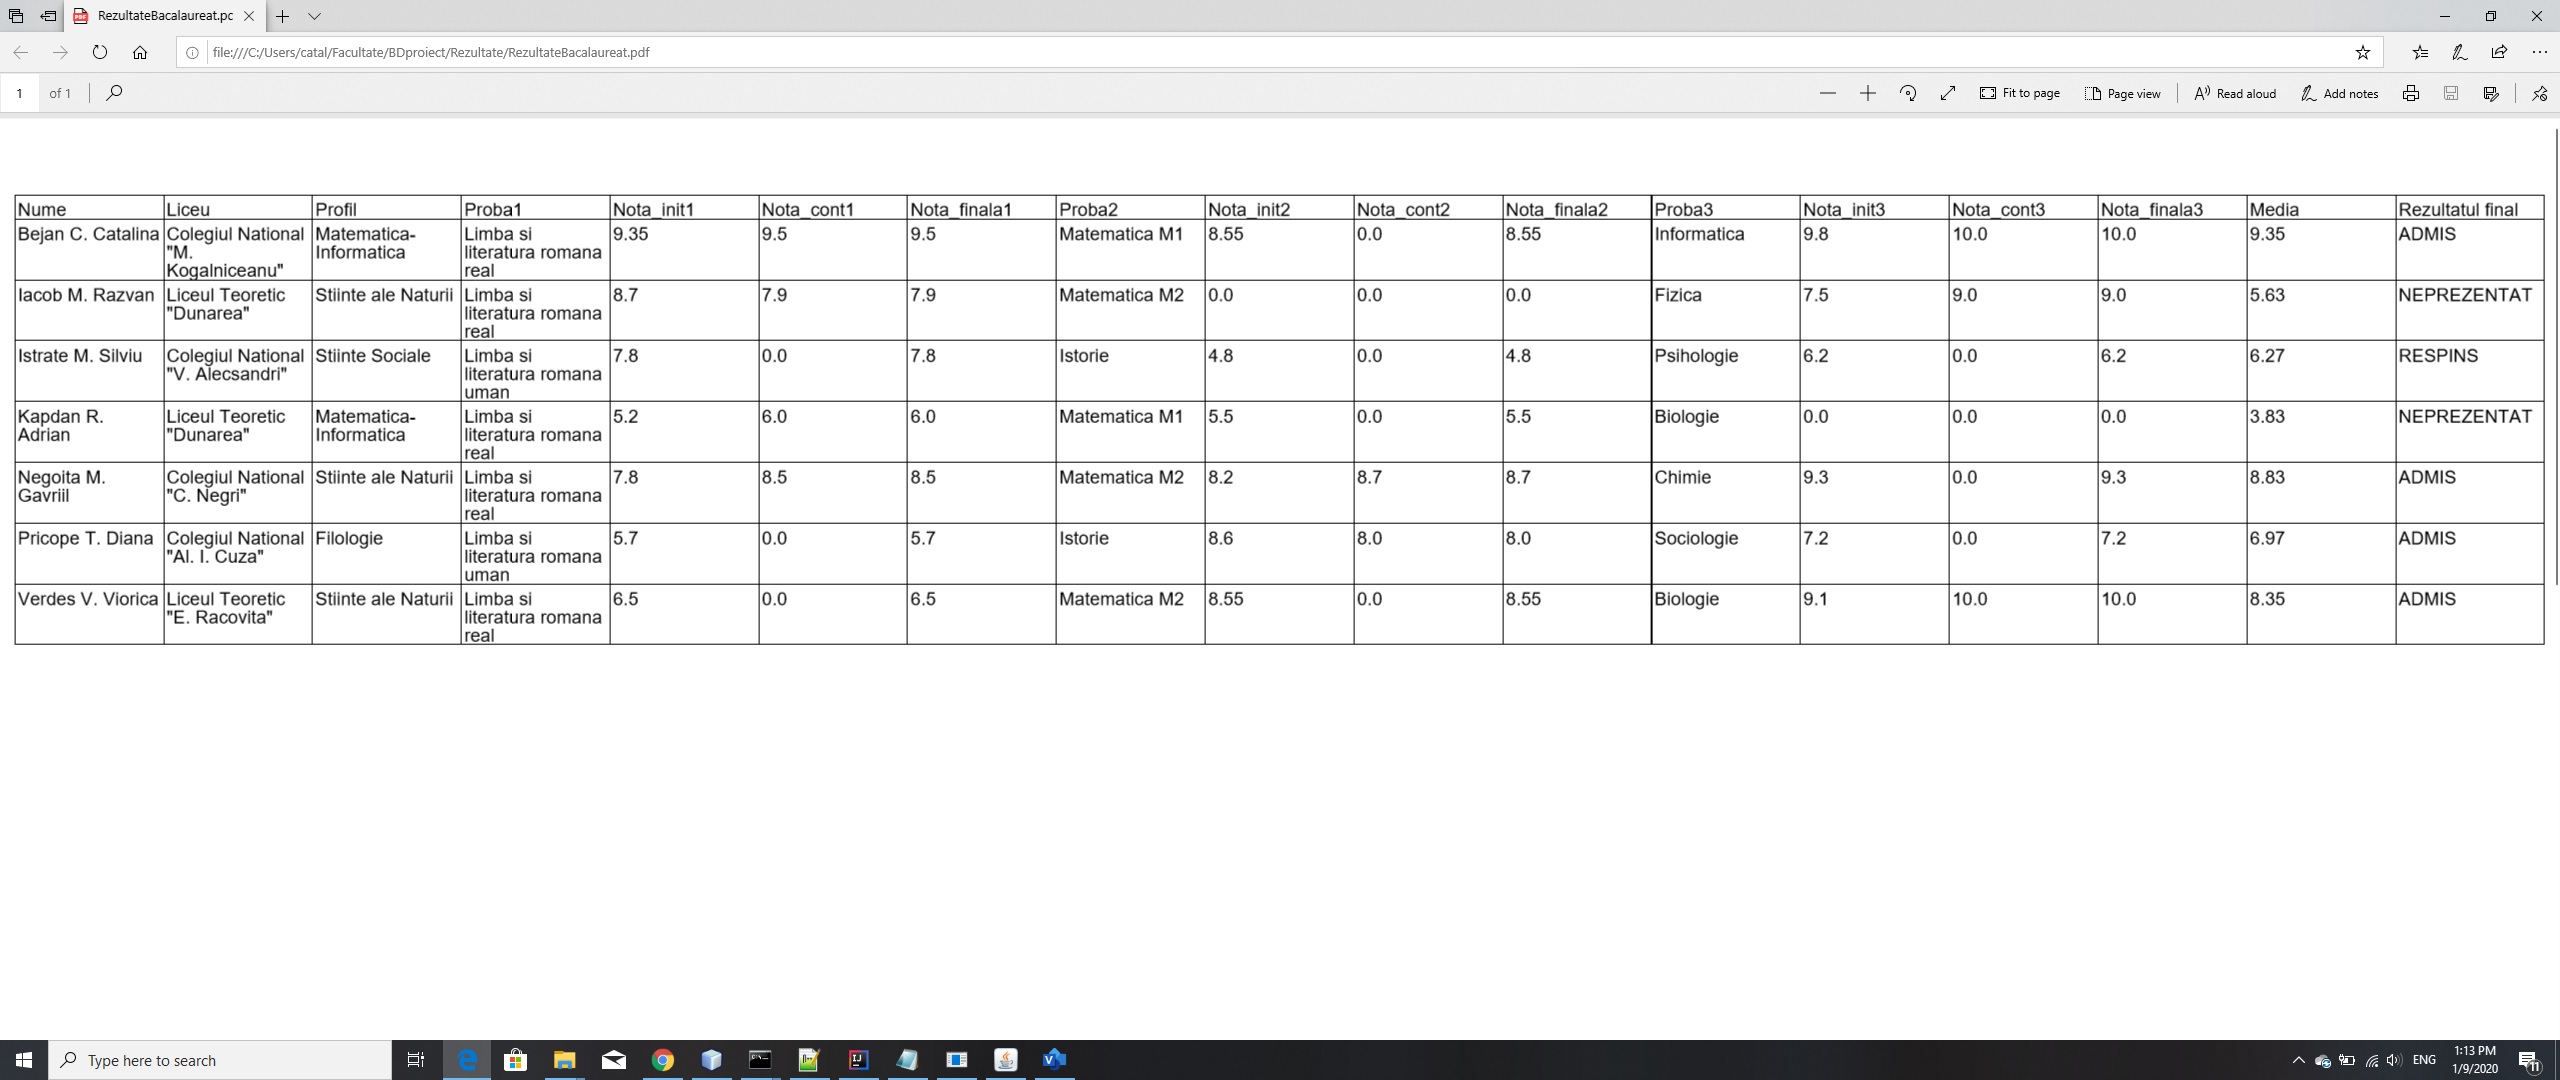 RezultateBacalaureat.pc
file:///C:/Users/catal/Facultate/BDproiect/Rezultate/RezultateBacalaureat.pdf
1 of 1 Fit to page Page view Read aloud Add notes
Nume Liceu Profil Proba1 Nota_init1 Nota_cont1 Nota_finala1 Proba2 Nota_init2 Nota_cont2 Nota_finala2 Proba3 Nota_init3 Nota_cont3 Nota_finala3 Media Rezultatul final
Bejan C. Catalina Colegiul National Matematica- Limba si 9.35 9.5 9.5 Matematica M1 8.55 0.0 8.55 Informatica 9.8 10.0 10.0 9.35 ADMIS
"M. Informatica literatura romana
Kogalniceanu" real
Iacob M. Razvan Liceul Teoretic Stiinte ale Naturii Limba si 8.7 7.9 7.9 Matematica M2 0.0 0.0 0.0 Fizica 7.5 9.0 9.0 5.63 NEPREZENTAT
"Dunarea" literatura romana
real
Istrate M. Silviu Colegiul National Stiinte Sociale Limba si 7.8 0.0 7.8 Istorie 4.8 0.0 4.8 Psihologie 6.2 0.0 6.2 6.27 RESPINS
"V. Alecsandri" literatura romana
uman
Kapdan R. Liceul Teoretic Matematica- Limba si 5.2 6.0 6.0 Matematica M1 5.5 0.0 5.5 Biologie 0.0 0.0 0.0 3.83 NEPREZENTAT
Adrian "Dunarea" Informatica literatura romana
real
Negoita M. Colegiul National Stiinte ale Naturii Limba si 7.8 8.5 8.5 Matematica M2 8.2 8.7 8.7 Chimie 9.3 0.0 9.3 8.83 ADMIS
Gavriil "C. Negri" literatura romana
real
Pricope T. Diana Colegiul National Filologie Limba si 5.7 0.0 5.7 Istorie 8.6 8.0 8.0 Sociologie 7.2 0.0 7.2 6.97 ADMIS
"Al. I. Cuza" literatura romana
uman
Verdes V. Viorica Liceul Teoretic Stiinte ale Naturii Limba si 6.5 0.0 6.5 Matematica M2 8.55 0.0 8.55 Biologie 9.1 10.0 10.0 8.35 ADMIS
"E. Racovita" literatura romana
real
Type here to search ENG 1:13 PM
1/9/2020 11